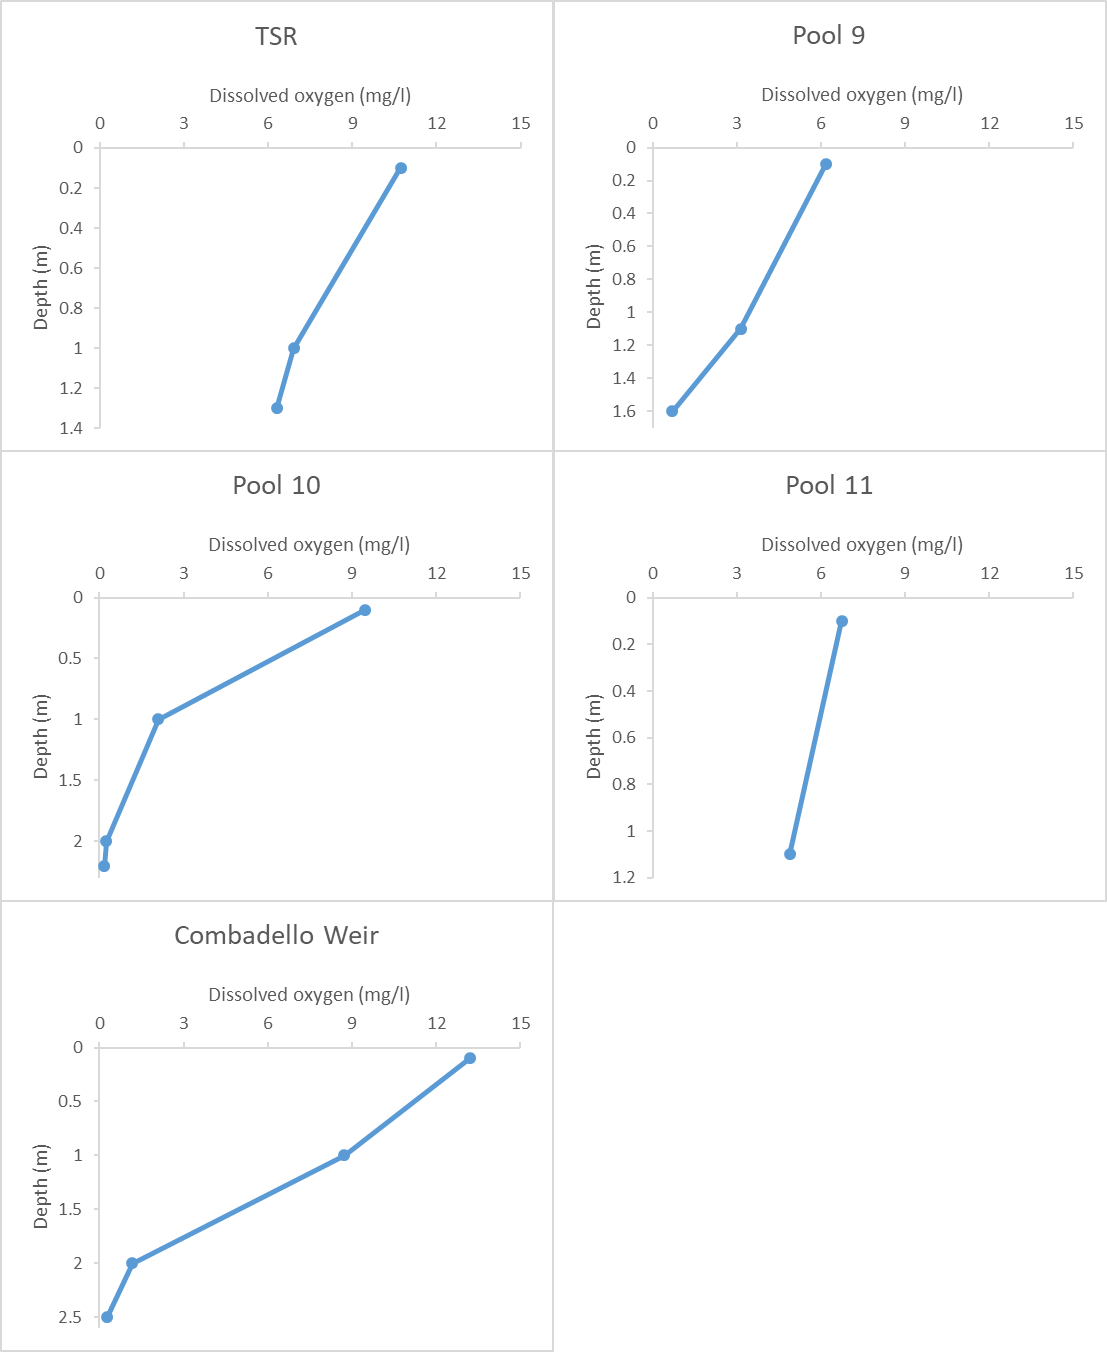 TSR
Dissolved oxygen (mg/l)
0 3 6 9 12 15
Depth (m)
0
0.2
0.4
0.6
0.8
1
1.2
1.4
Pool 9
Dissolved oxygen (mg/l)
0 3 6 9 12 15
Depth (m)
0
0.2
0.4
0.6
0.8
1
1.2
1.4
1.6
Pool 10
Dissolved oxygen (mg/l)
0 3 6 9 12 15
Depth (m)
0
0.5
1
1.5
2
Pool 11
Dissolved oxygen (mg/l)
0 3 6 9 12 15
Depth (m)
0
0.2
0.4
0.6
0.8
1
1.2
Combadello Weir
Dissolved oxygen (mg/l)
0 3 6 9 12 15
Depth (m)
0
0.5
1
1.5
2
2.5